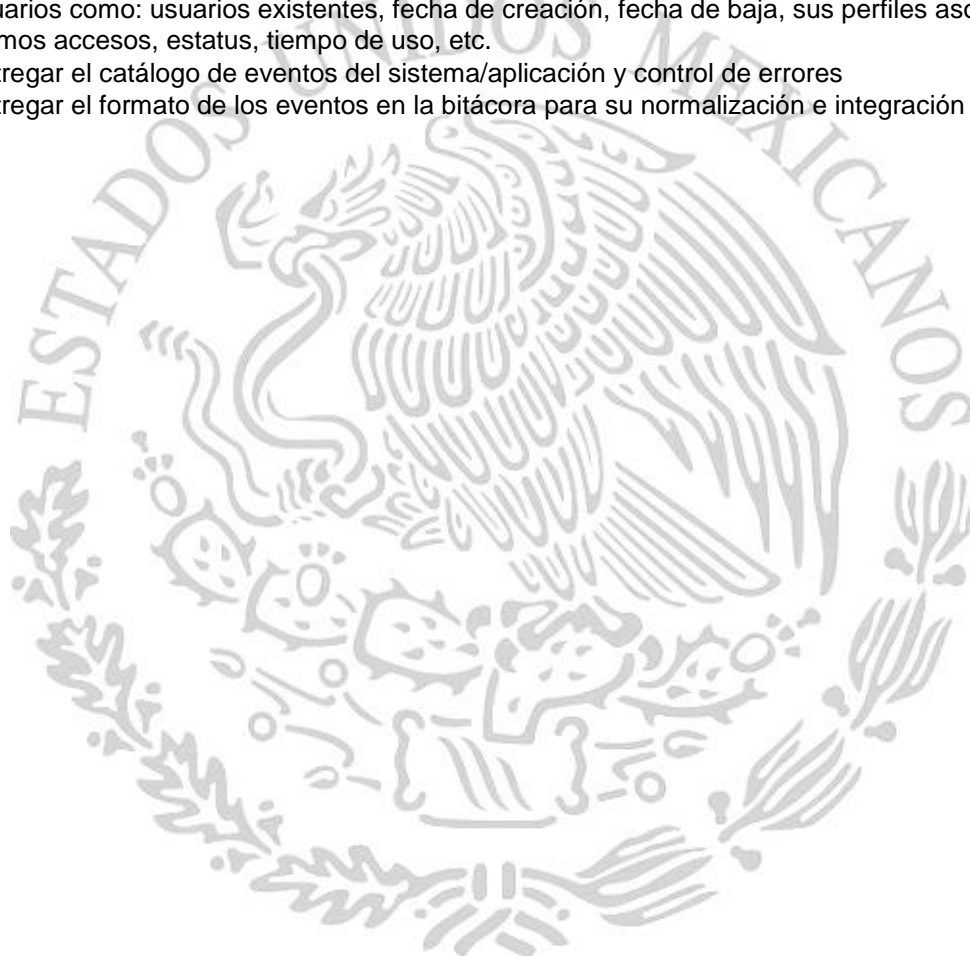 uarios como: usuarios existentes, fecha de creación, fecha de baja, sus perfiles aso
mos accesos, estatus, tiempo de uso, etc.
tregar el catálogo de eventos del sistema/aplicación y control de errores
tregar el formato de los eventos en la bitácora para su normalización e integración
ESTADOS UNIDOS MEXICANOS